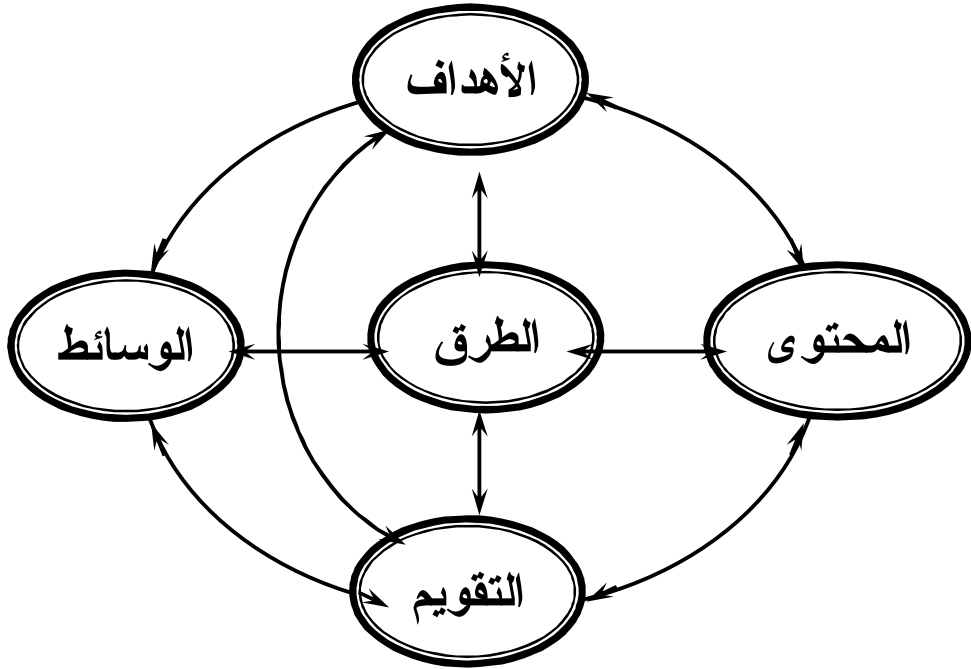 الأهداف
المحتوى
الطرق
الوسائط
التقويم